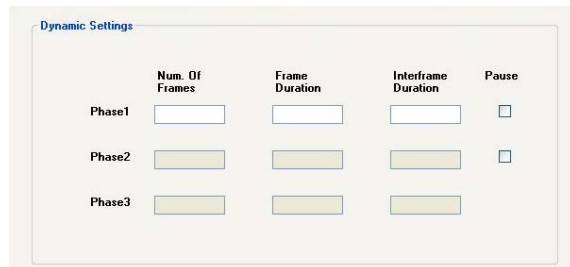 Dynamic Settings
Num. Of Frames Frame Duration Interframe Duration Pause
Phase1
Phase2
Phase3